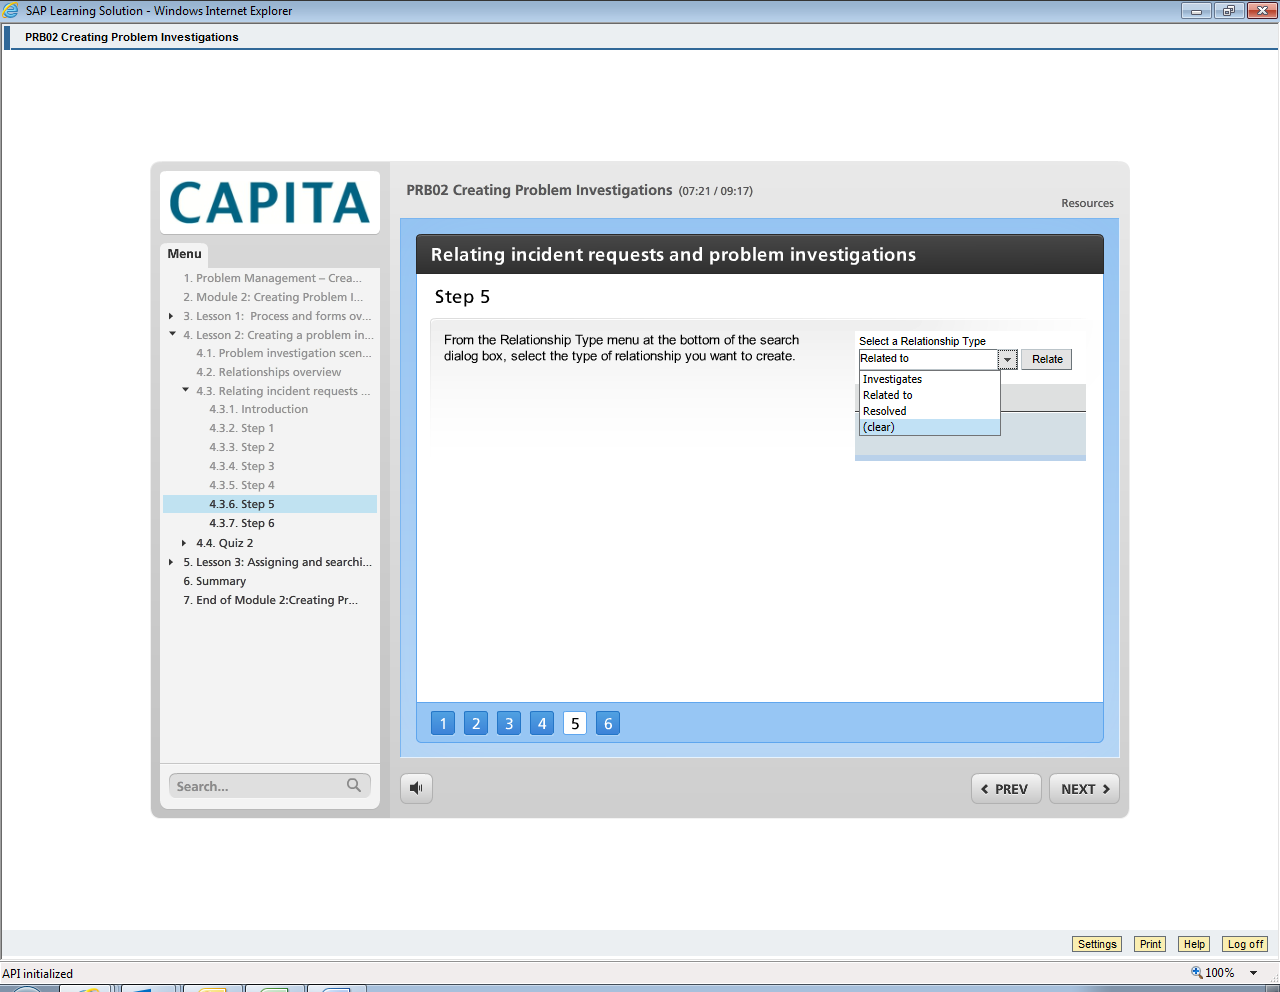 SAP Learning Solution - Windows Internet Explorer
PRB02 Creating Problem Investigations
CAPITA
Menu
1. Problem Management – Crea...
2. Module 2: Creating Problem I...
3. Lesson 1: Process and forms ov...
4. Lesson 2: Creating a problem in...
4.1. Problem investigation scen...
4.2. Relationships overview
4.3. Relating incident requests ...
4.3.1. Introduction
4.3.2. Step 1
4.3.3. Step 2
4.3.4. Step 3
4.3.5. Step 4
4.3.6. Step 5
4.3.7. Step 6
4.4. Quiz 2
5. Lesson 3: Assigning and searchi...
6. Summary
7. End of Module 2:Creating Pr...
Search...
PRB02 Creating Problem Investigations (07:21 / 09:17)
Resources
Relating incident requests and problem investigations
Step 5
From the Relationship Type menu at the bottom of the search
dialog box, select the type of relationship you want to create.
Select a Relationship Type
Related to
Relate
Investigates
Related to
Resolved
(clear)
1 2 3 4 5 6
PREV NEXT
Settings Print Help Log off
API initialized
100%